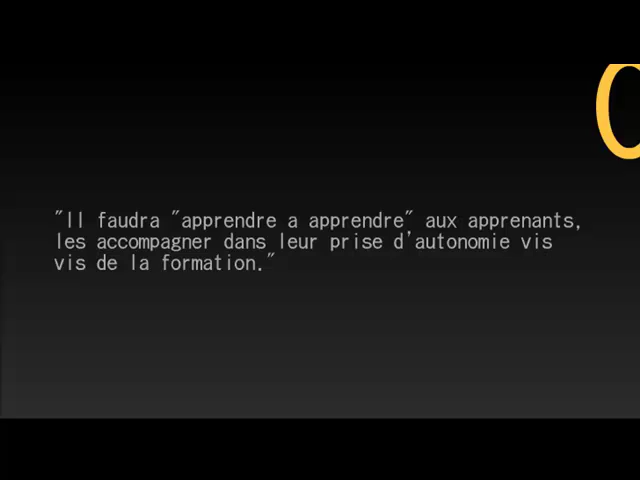 "Il faudra "apprendre a apprendre" aux apprenants,
les accompagner dans leur prise d'autonomie vis
vis de la formation."